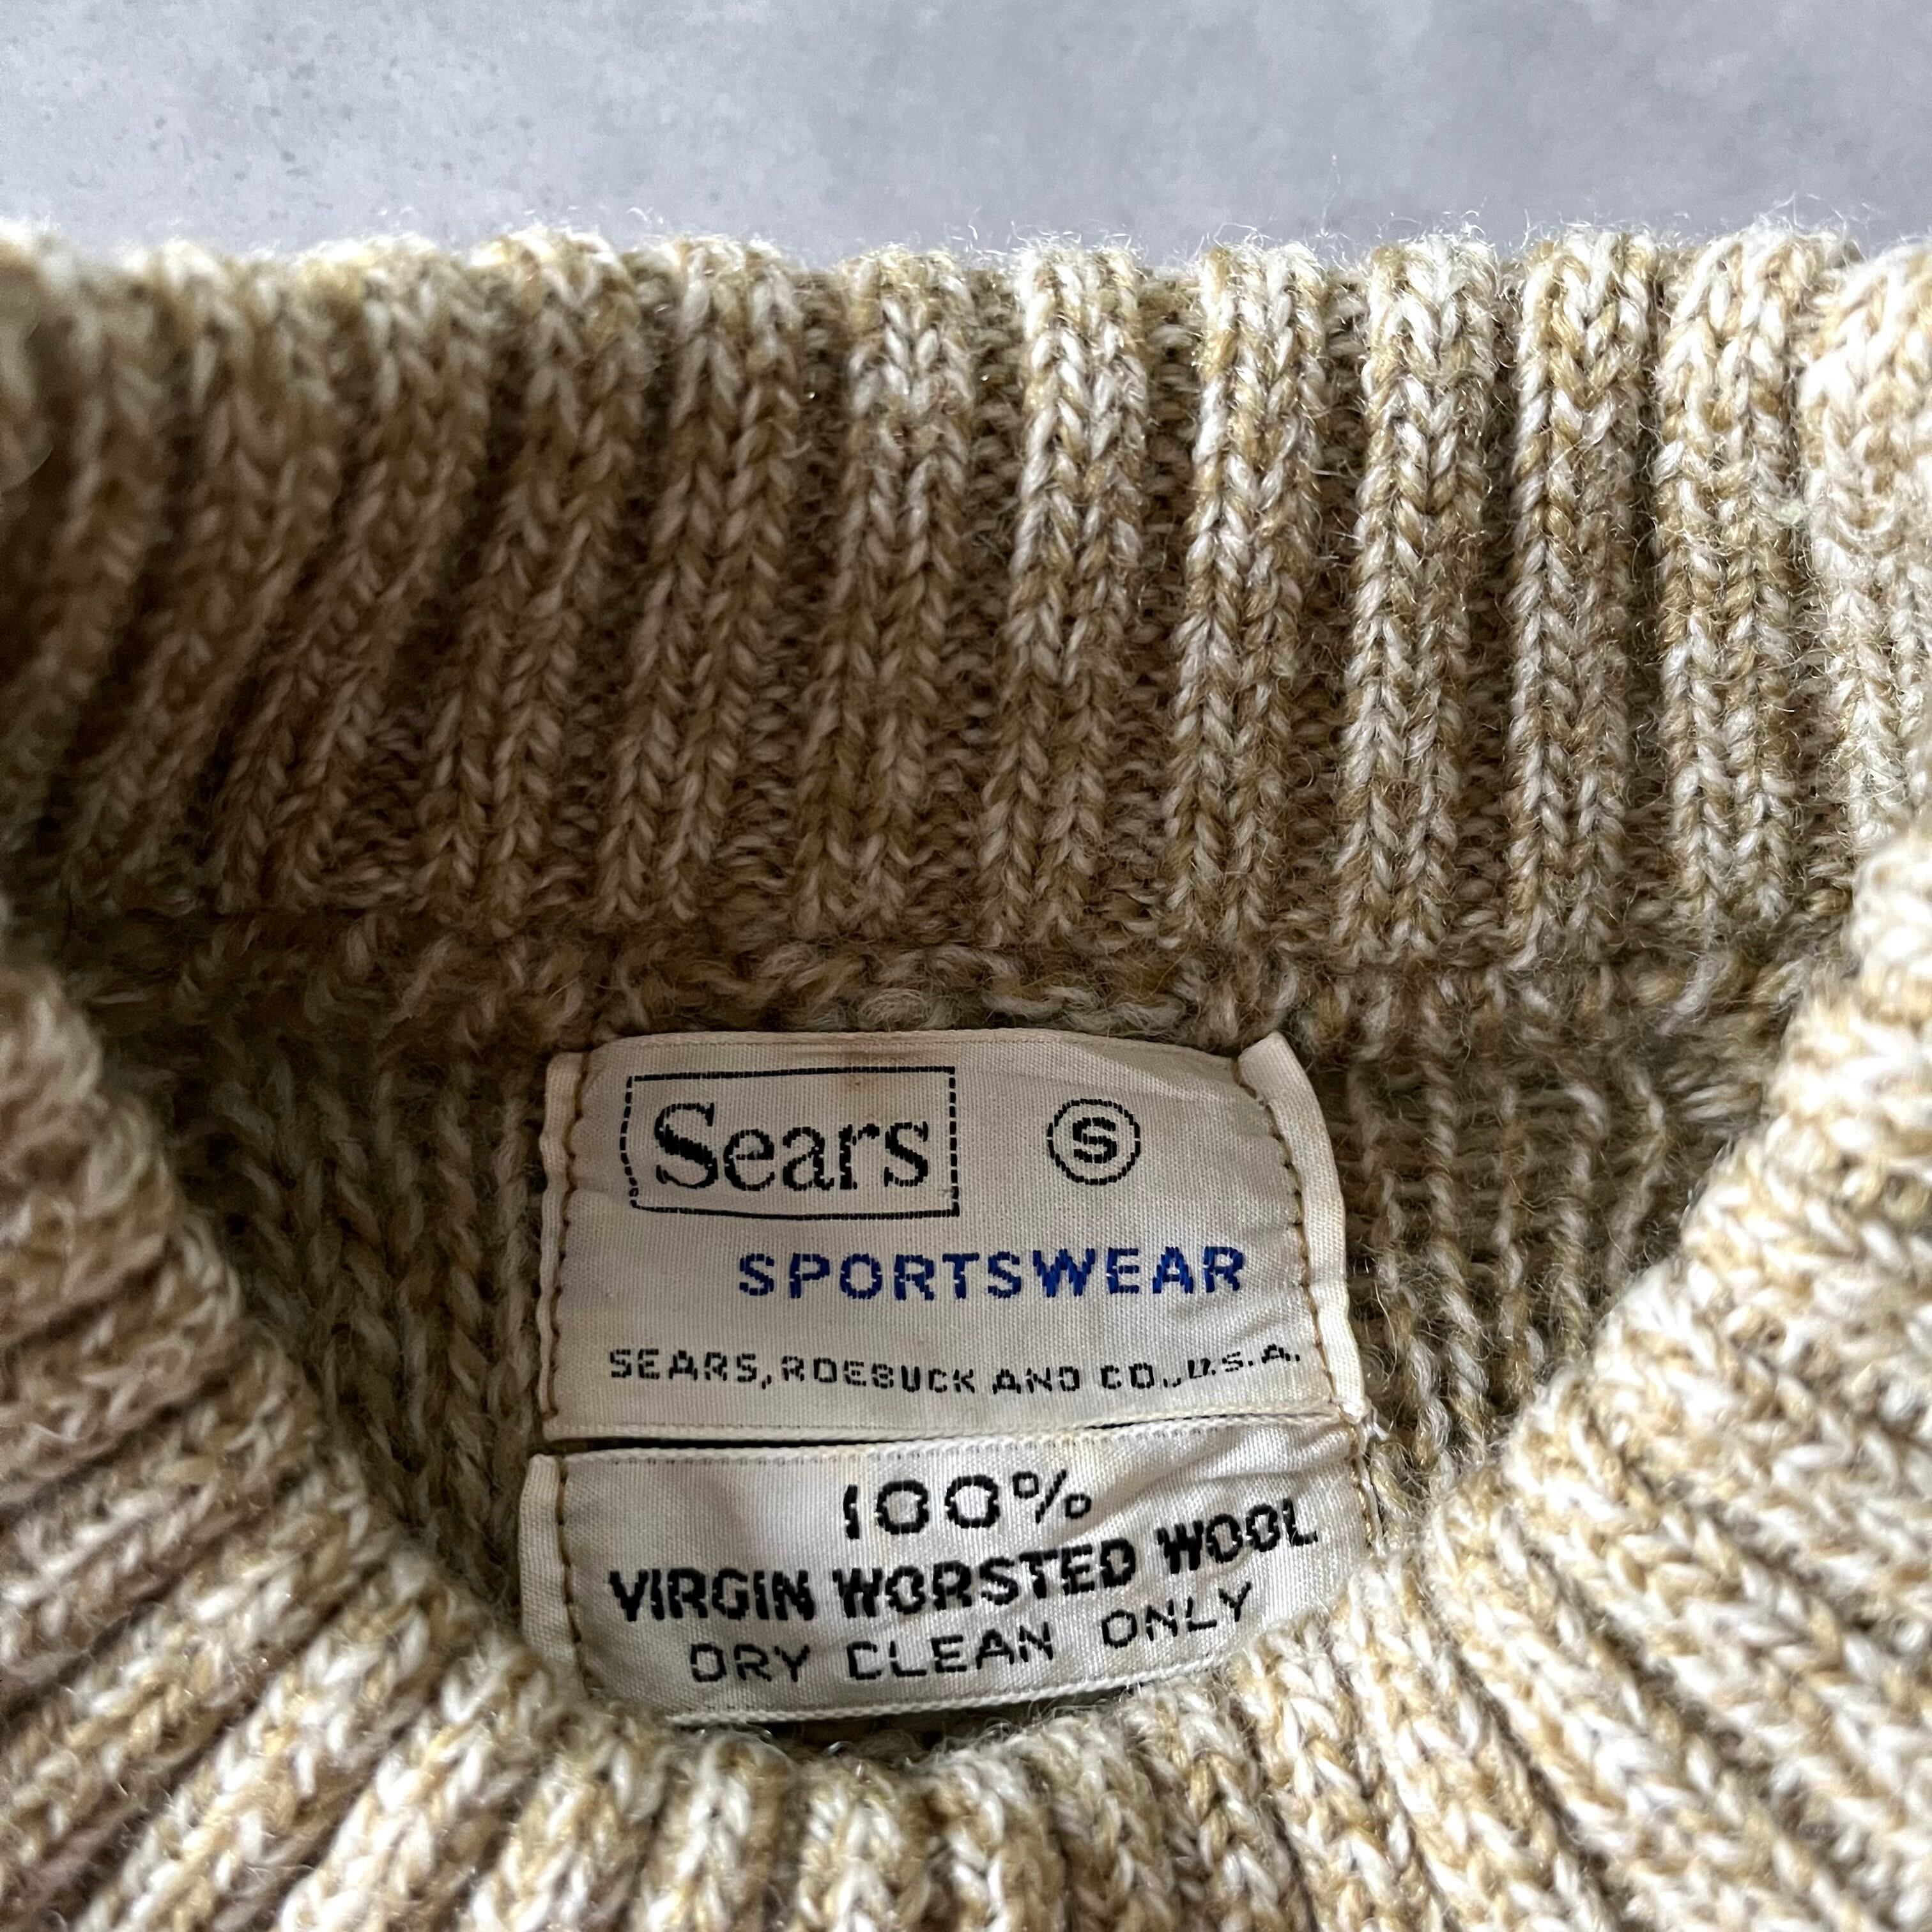 Sears S
SPORTSWEAR
SEARS, ROEBUCK AND CO., U.S.A.
100%
VIRGIN WORSTED WOOL
DRY CLEAN ONLY